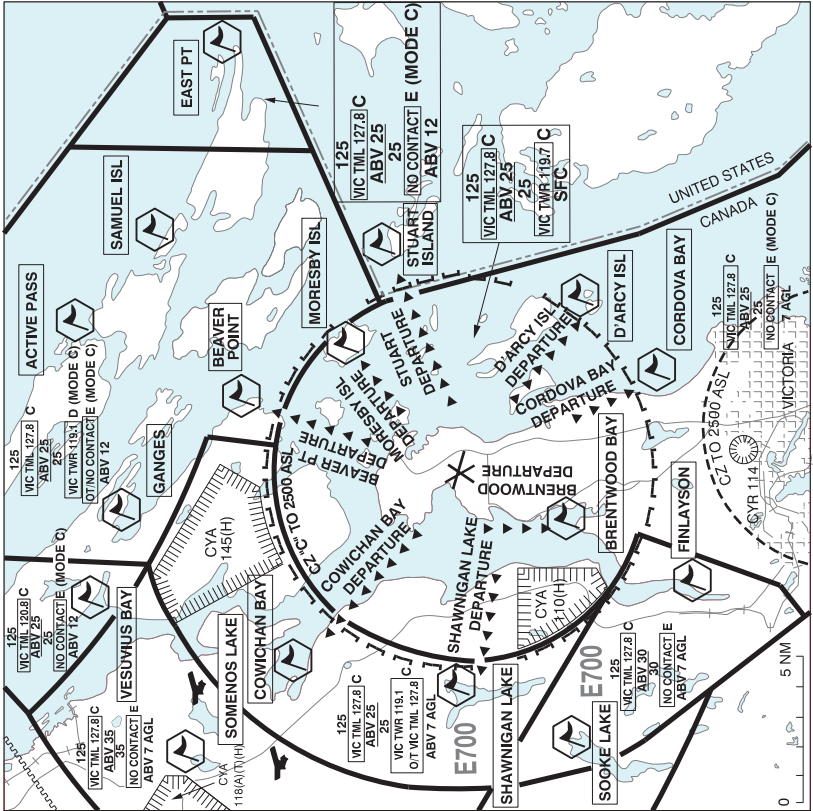 EAST PT
125
VIC TML 127.8 C
ABV 25
25
NO CONTACT E (MODE C)
ABV 12
125
VIC TML 127.8 C
ABV 25
25
VIC TWR 119.7 C
SFC
UNITED STATES
CANADA
SAMUEL ISL
STUART
ISLAND
MORESBY ISL
ACTIVE PASS
BEAVER
POINT
STUART
DEPARTURE
D'ARCY ISL
DEPARTURE
D'ARCY ISL
CORDOVA BAY
125
VIC TML 127.8 C
ABV 25
25
NO CONTACT E (MODE C)
7 AGL
125
VIC TML 127.8 C
ABV 25
25
VIC TWR 119.1 D (MODE C)
OT/NO CONTACT E (MODE C)
ABV 12
GANGES
MORESBY ISL
DEPARTURE
BEAVER PT
DEPARTURE
CORDOVA BAY
DEPARTURE
CZ TO 2500 ASL
VICTORIA
CYR 114
CYA
145(H)
CZ "C" TO 2500 ASL
BRENTWOOD
DEPARTURE
BRENTWOOD BAY
FINLAYSON
125
VIC TML 120.8 C
ABV 25
25
NO CONTACT E (MODE C)
ABV 12
VESUVIUS BAY
COWICHAN BAY
DEPARTURE
SHAWNIGAN LAKE
DEPARTURE
CYA
110(H)
COWICHAN BAY
SOMENOS LAKE
125
VIC TML 127.8 C
ABV 35
35
NO CONTACT E
ABV 7 AGL
CYA
118(A)(T)(H)
125
VIC TML 127.8 C
ABV 25
25
VIC TWR 119.1 C
O/T VIC TML 127.8
ABV 7 AGL
E700
SHAWNIGAN LAKE
E700
125
VIC TML 127.8 C
ABV 30
30
NO CONTACT E
ABV 7 AGL
SOOKE LAKE
0 5 NM